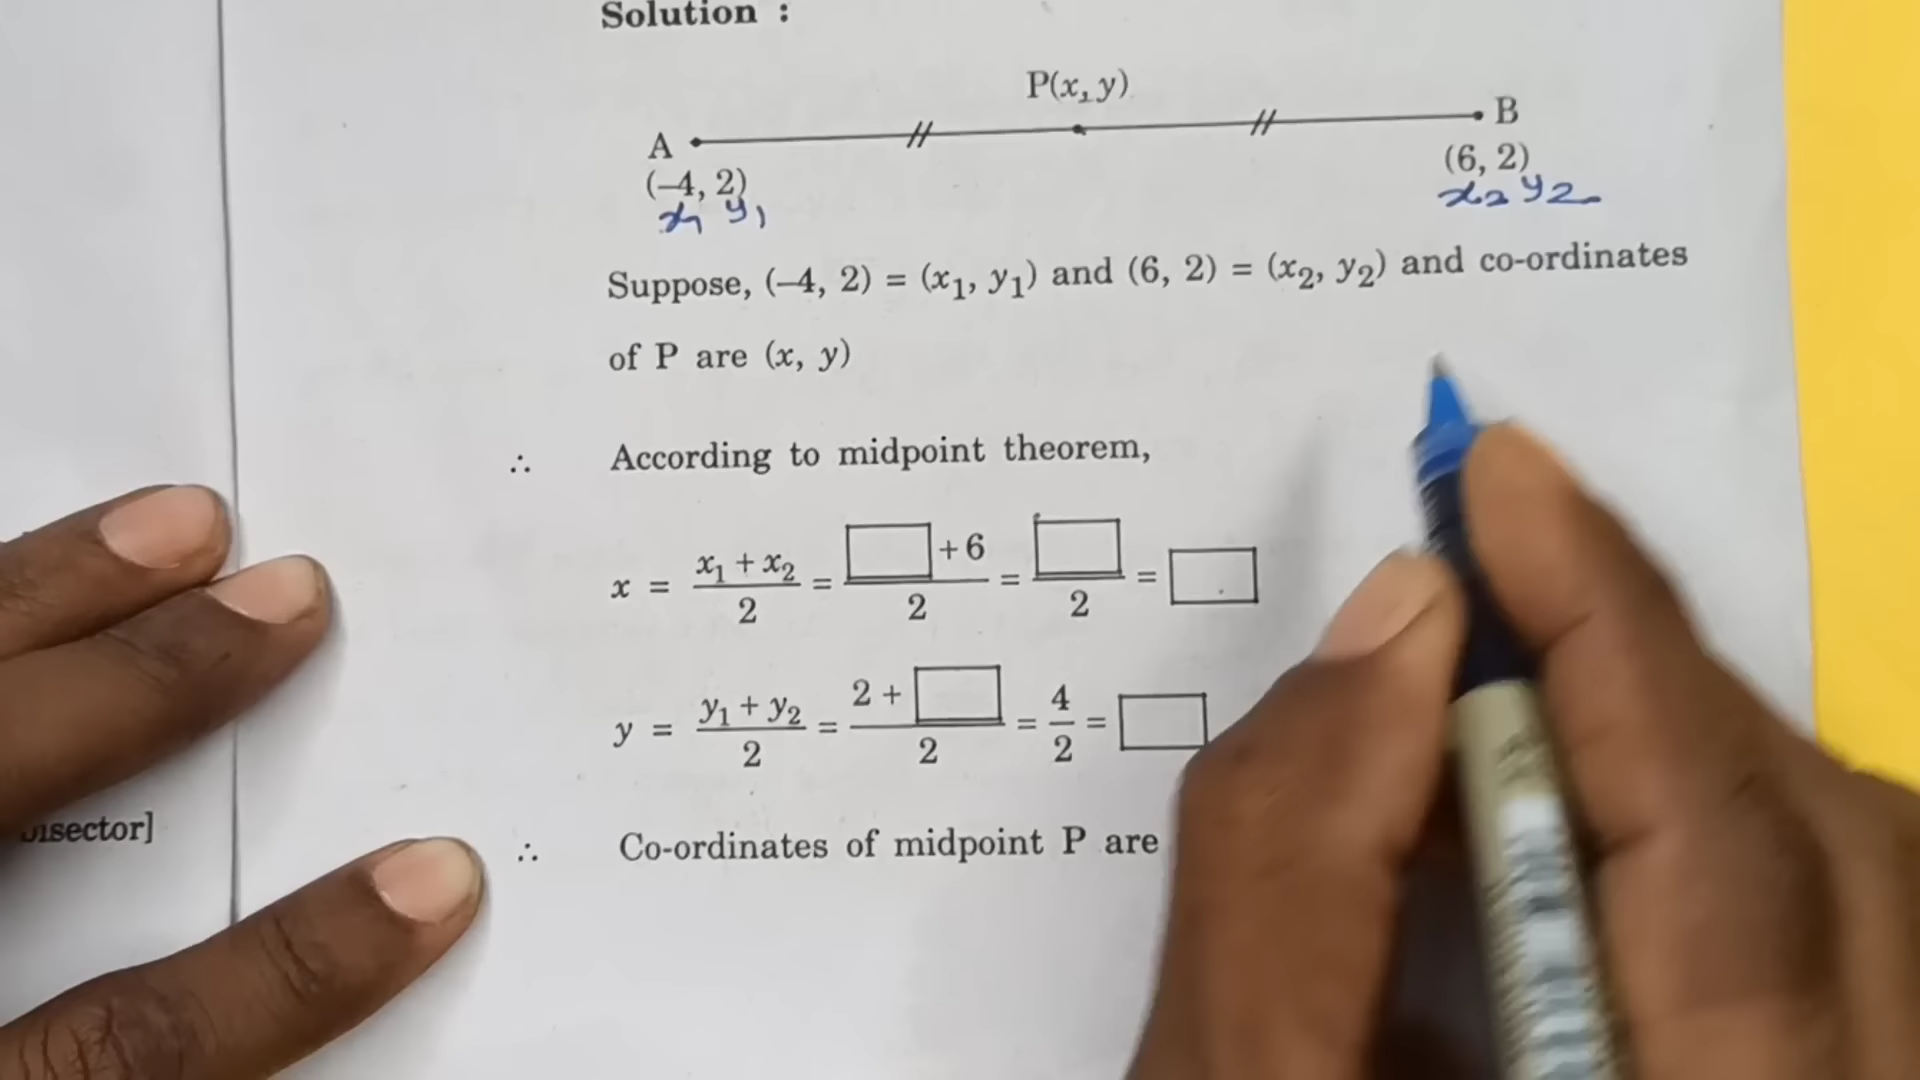 Solution :
P(x, y)
A B
(–4, 2) (6, 2)
x₁ y₁ x₂ y₂
Suppose, (–4, 2) = (x₁, y₁) and (6, 2) = (x₂, y₂) and co-ordinates
of P are (x, y)
∴ According to midpoint theorem,
x = (x₁ + x₂)/2 = (□ + 6)/2 = □/2 = □
y = (y₁ + y₂)/2 = (2 + □)/2 = 4/2 = □
∴ Co-ordinates of midpoint P are